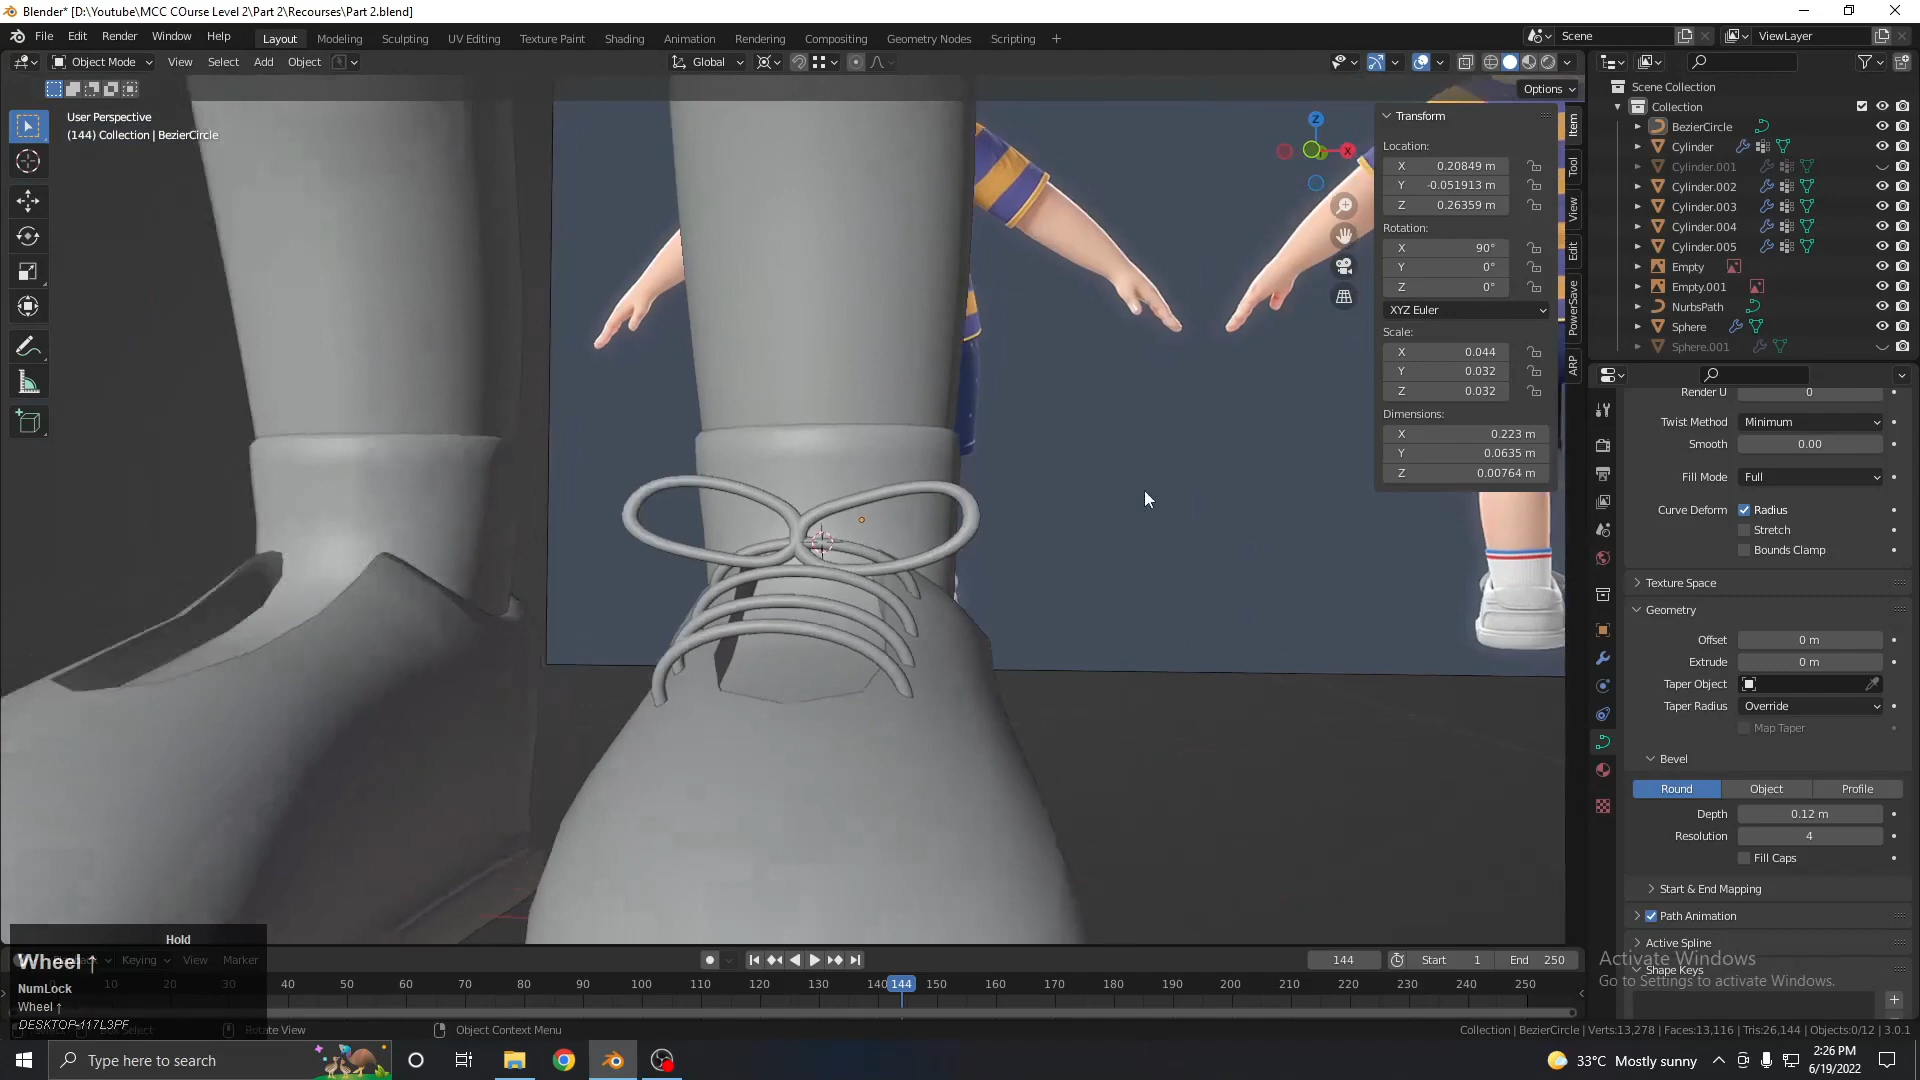 Blender* [D:\Youtube\MCC COurse Level 2\Part 2\Recourses\Part 2.blend]
File Edit Render Window Help
Layout Modeling Sculpting UV Editing Texture Paint Shading Animation Rendering Compositing Geometry Nodes Scripting +
Scene
ViewLayer
Object Mode View Select Add Object
Global
Options
User Perspective
(144) Collection | BezierCircle
Transform
Location:
X 0.20849 m
Y -0.051913 m
Z 0.26359 m
Rotation:
X 90°
Y 0°
Z 0°
XYZ Euler
Scale:
X 0.044
Y 0.032
Z 0.032
Dimensions:
X 0.223 m
Y 0.0635 m
Z 0.00764 m
Item
Tool
View
Edit
PowerSave
ARP
Z
X
Scene Collection
Collection
BezierCircle
Cylinder
Cylinder.001
Cylinder.002
Cylinder.003
Cylinder.004
Cylinder.005
Empty
Empty.001
NurbsPath
Sphere
Sphere.001
Render U 0
Twist Method Minimum
Smooth 0.00
Fill Mode Full
Curve Deform Radius
Stretch
Bounds Clamp
Texture Space
Geometry
Offset 0 m
Extrude 0 m
Taper Object
Taper Radius Override
Map Taper
Bevel
Round Object Profile
Depth 0.12 m
Resolution 4
Fill Caps
Start & End Mapping
Path Animation
Active Spline
Shape Keys
Activate Windows
Go to Settings to activate Windows.
Hold
Wheel ↑
NumLock
Wheel ↑
DESKTOP-117L3PF
Keying View Marker
144
Start 1
End 250
10 20 30 40 50 60 70 80 90 100 110 120 130 140 144 150 160 170 180 190 200 210 220 230 240 250
Rotate View
Object Context Menu
Collection | BezierCircle | Verts:13,278 | Faces:13,116 | Tris:26,144 | Objects:0/12 | 3.0.1
Type here to search
33°C Mostly sunny
2:26 PM
6/19/2022